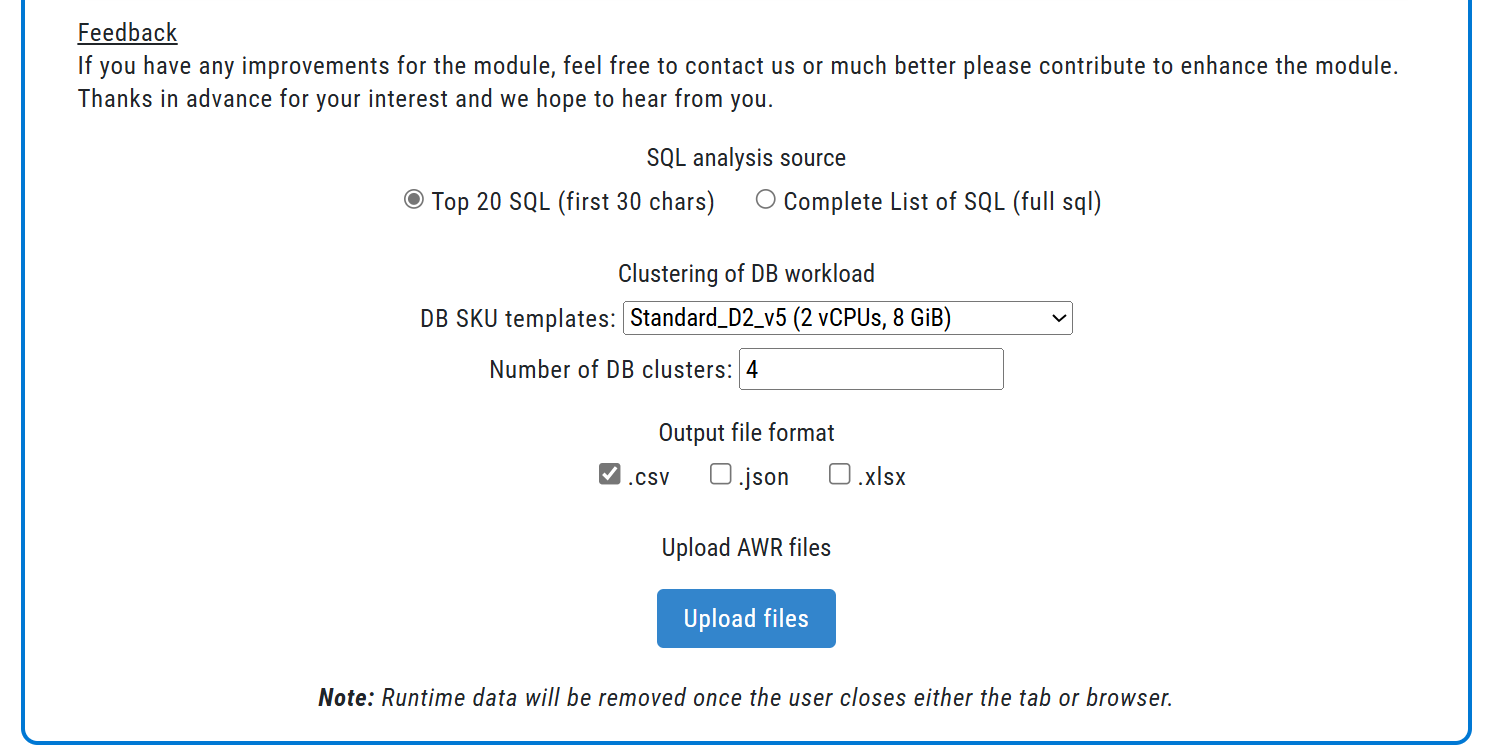 Feedback
If you have any improvements for the module, feel free to contact us or much better please contribute to enhance the module.
Thanks in advance for your interest and we hope to hear from you.
SQL analysis source
Top 20 SQL (first 30 chars) Complete List of SQL (full sql)
Clustering of DB workload
DB SKU templates: Standard_D2_v5 (2 vCPUs, 8 GiB)
Number of DB clusters: 4
Output file format
.csv .json .xlsx
Upload AWR files
Upload files
Note: Runtime data will be removed once the user closes either the tab or browser.